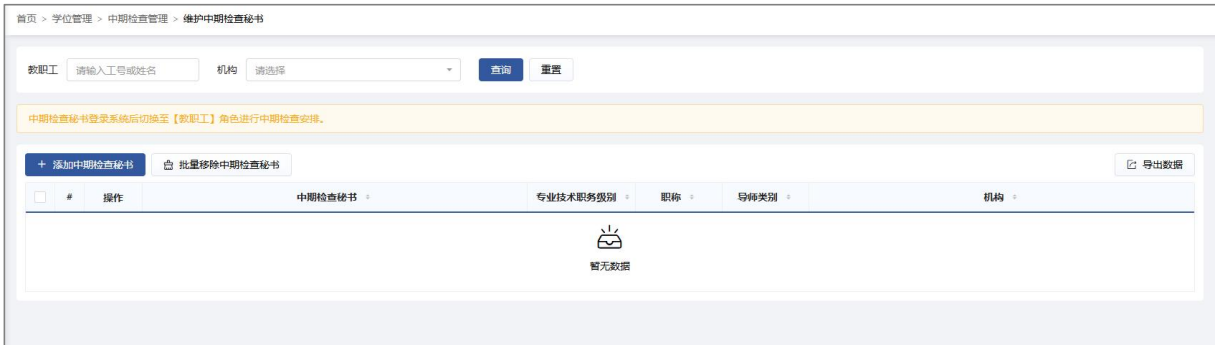 首页 > 学位管理 > 中期检查管理 > 维护中期检查秘书
教职工 请输入工号或姓名 机构 请选择 查询 重置
中期检查秘书登录系统后切换至【教职工】角色进行中期检查安排。
+ 添加中期检查秘书 批量移除中期检查秘书 导出数据
# 操作 中期检查秘书 专业技术职务级别 职称 导师类别 机构
暂无数据